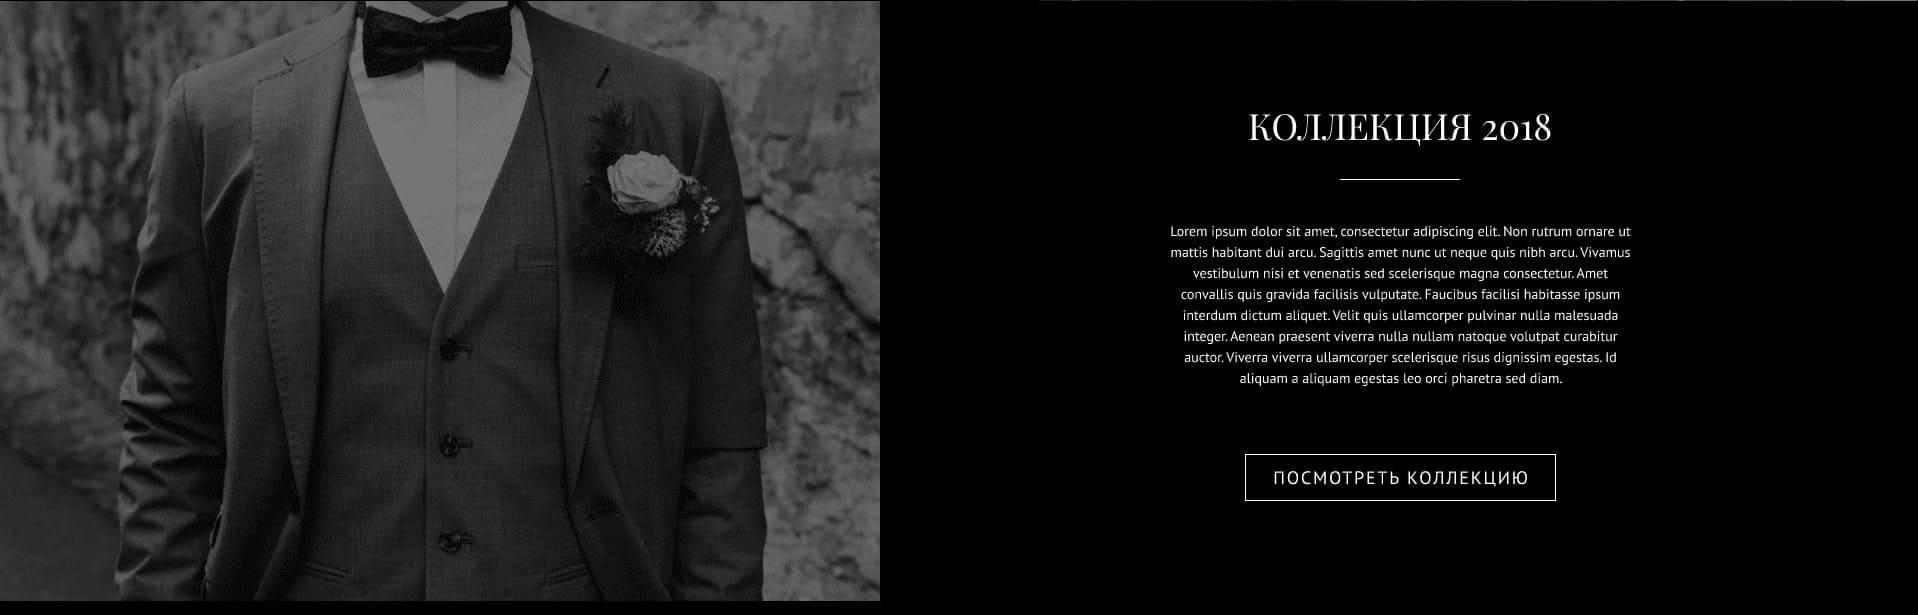 КОЛЛЕКЦИЯ 2018
Lorem ipsum dolor sit amet, consectetur adipiscing elit. Non rutrum ornare ut
mattis habitant dui arcu. Sagittis amet nunc ut neque quis nibh arcu. Vivamus
vestibulum nisi et venenatis sed scelerisque magna consectetur. Amet
convallis quis gravida facilisis vulputate. Faucibus facilisi habitasse ipsum
interdum dictum aliquet. Velit quis ullamcorper pulvinar nulla malesuada
integer. Aenean praesent viverra nulla nullam natoque volutpat curabitur
auctor. Viverra viverra ullamcorper scelerisque risus dignissim egestas. Id
aliquam a aliquam egestas leo orci pharetra sed diam.
ПОСМОТРЕТЬ КОЛЛЕКЦИЮ